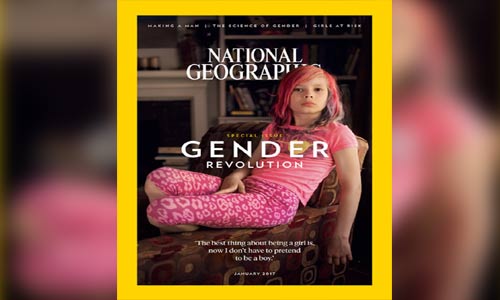 MAKING A MAN | THE SCIENCE OF GENDER | GIRLS AT RISK
NATIONAL
GEOGRAPHIC
SPECIAL ISSUE
GENDER
REVOLUTION
"The best thing about being a girl is,
now I don't have to pretend
to be a boy."
JANUARY 2017